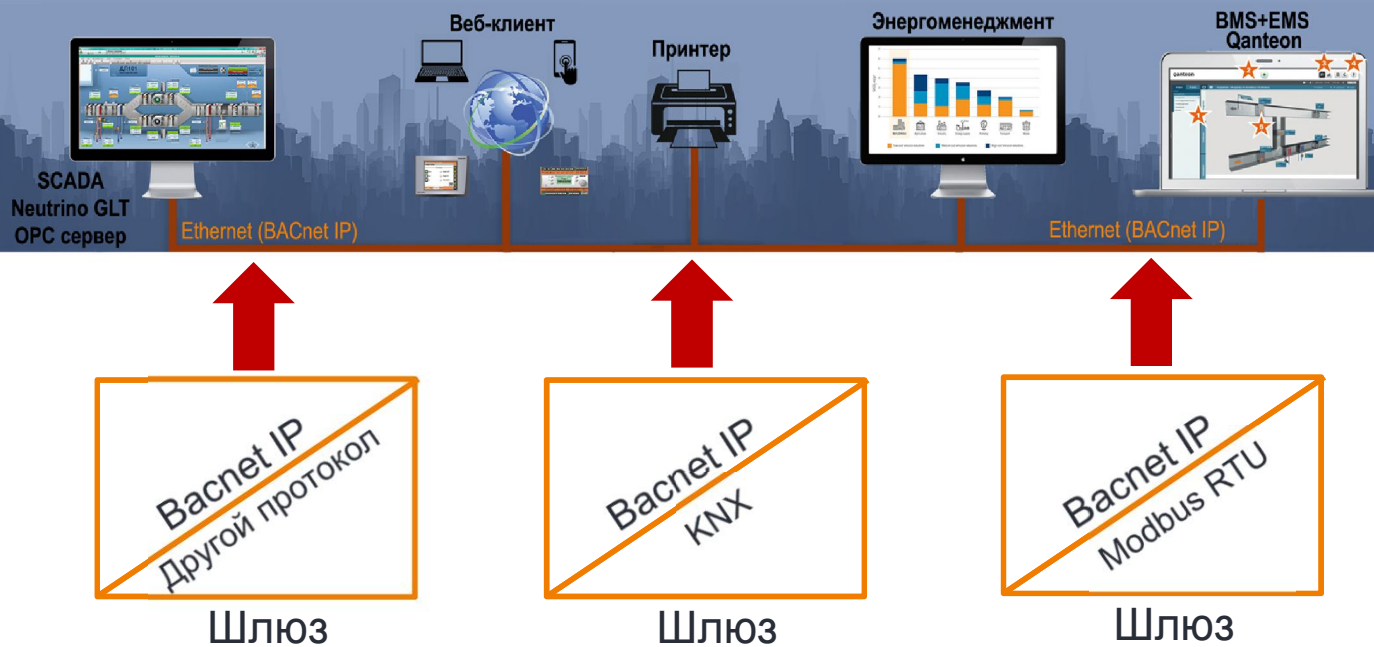 Веб-клиент
Принтер
Энергоменеджмент
BMS+EMS
Qanteon
qanteon
SCADA
Neutrino GLT
OPC сервер
Ethernet (BACnet IP)
Ethernet (BACnet IP)
Bacnet IP
Другой протокол
Шлюз
Bacnet IP
KNX
Шлюз
Bacnet IP
Modbus RTU
Шлюз